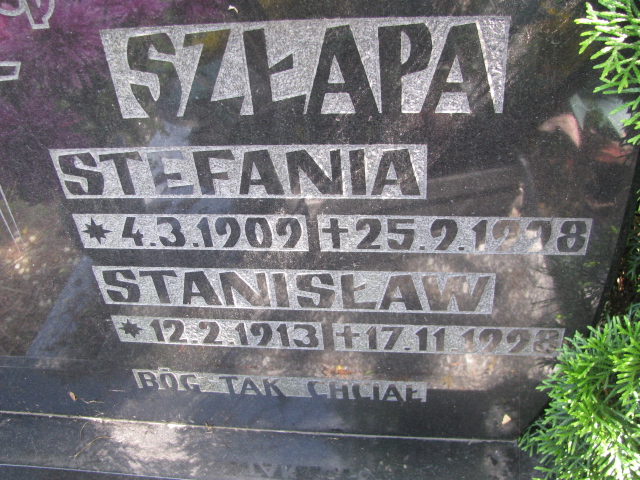 SZŁAPA
STEFANIA
* 4.3.1909 ✝ 25.9.1998
STANISŁAW
* 12.2.1913 ✝ 17.11.1998
BÓG TAK CHCIAŁ